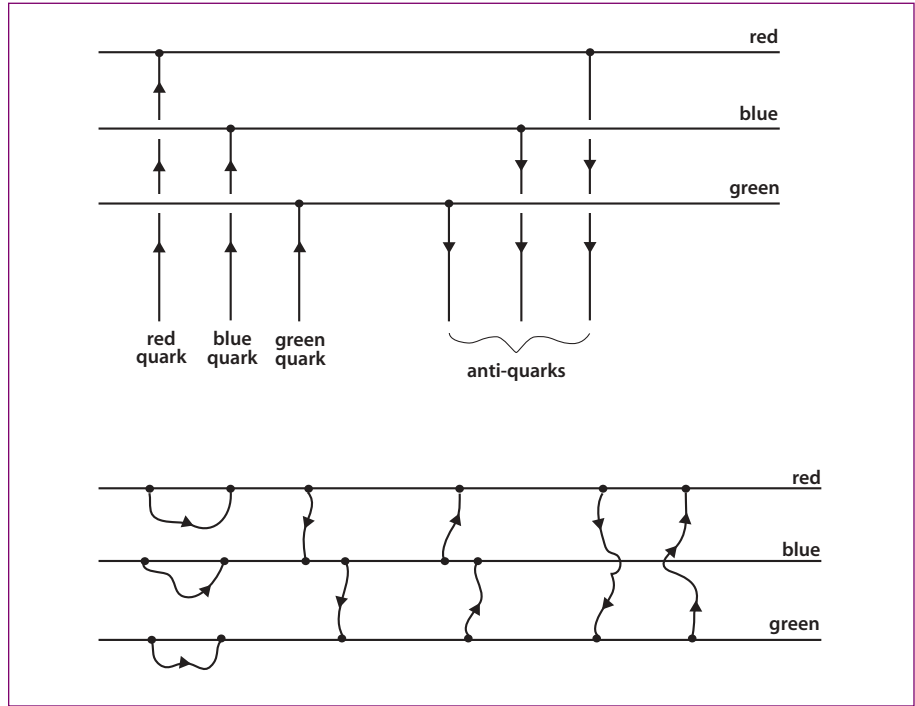 red
blue
green
red
quark
blue
quark
green
quark
anti-quarks
red
blue
green